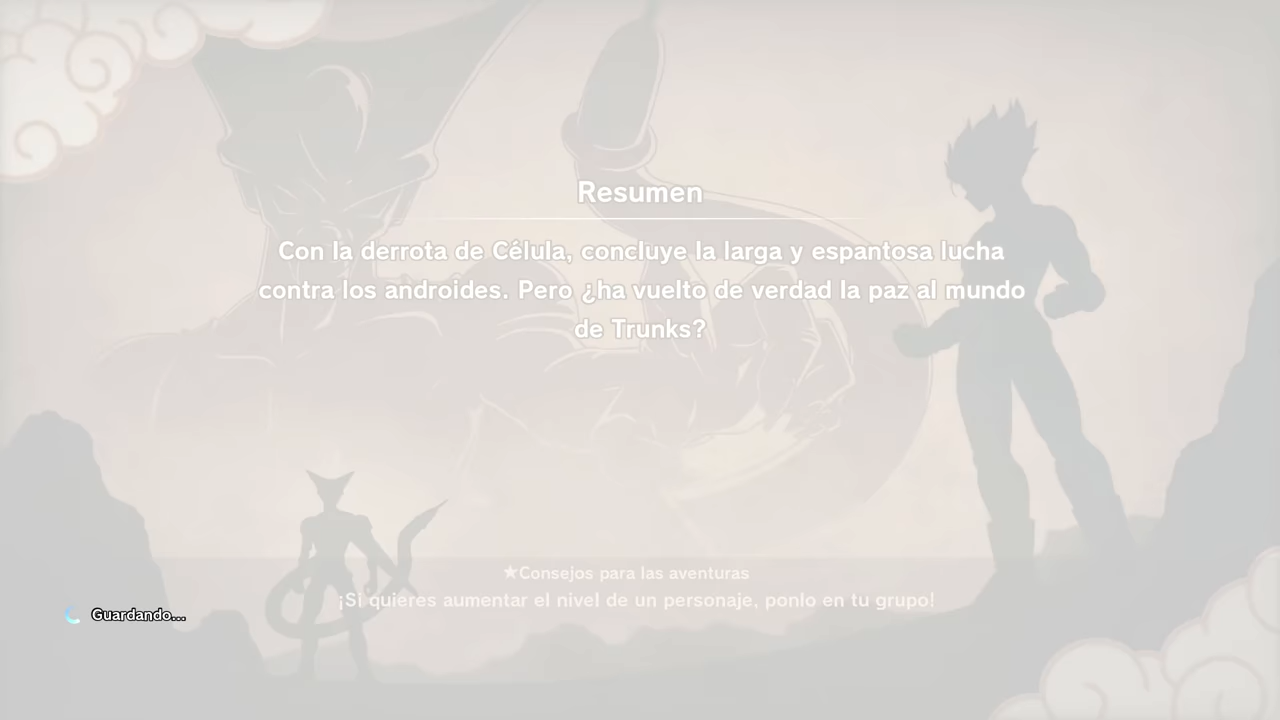 Resumen
Con la derrota de Célula, concluye la larga y espantosa lucha
contra los androides. Pero ¿ha vuelto de verdad la paz al mundo
de Trunks?
★Consejos para las aventuras
¡Si quieres aumentar el nivel de un personaje, ponlo en tu grupo!
Guardando...